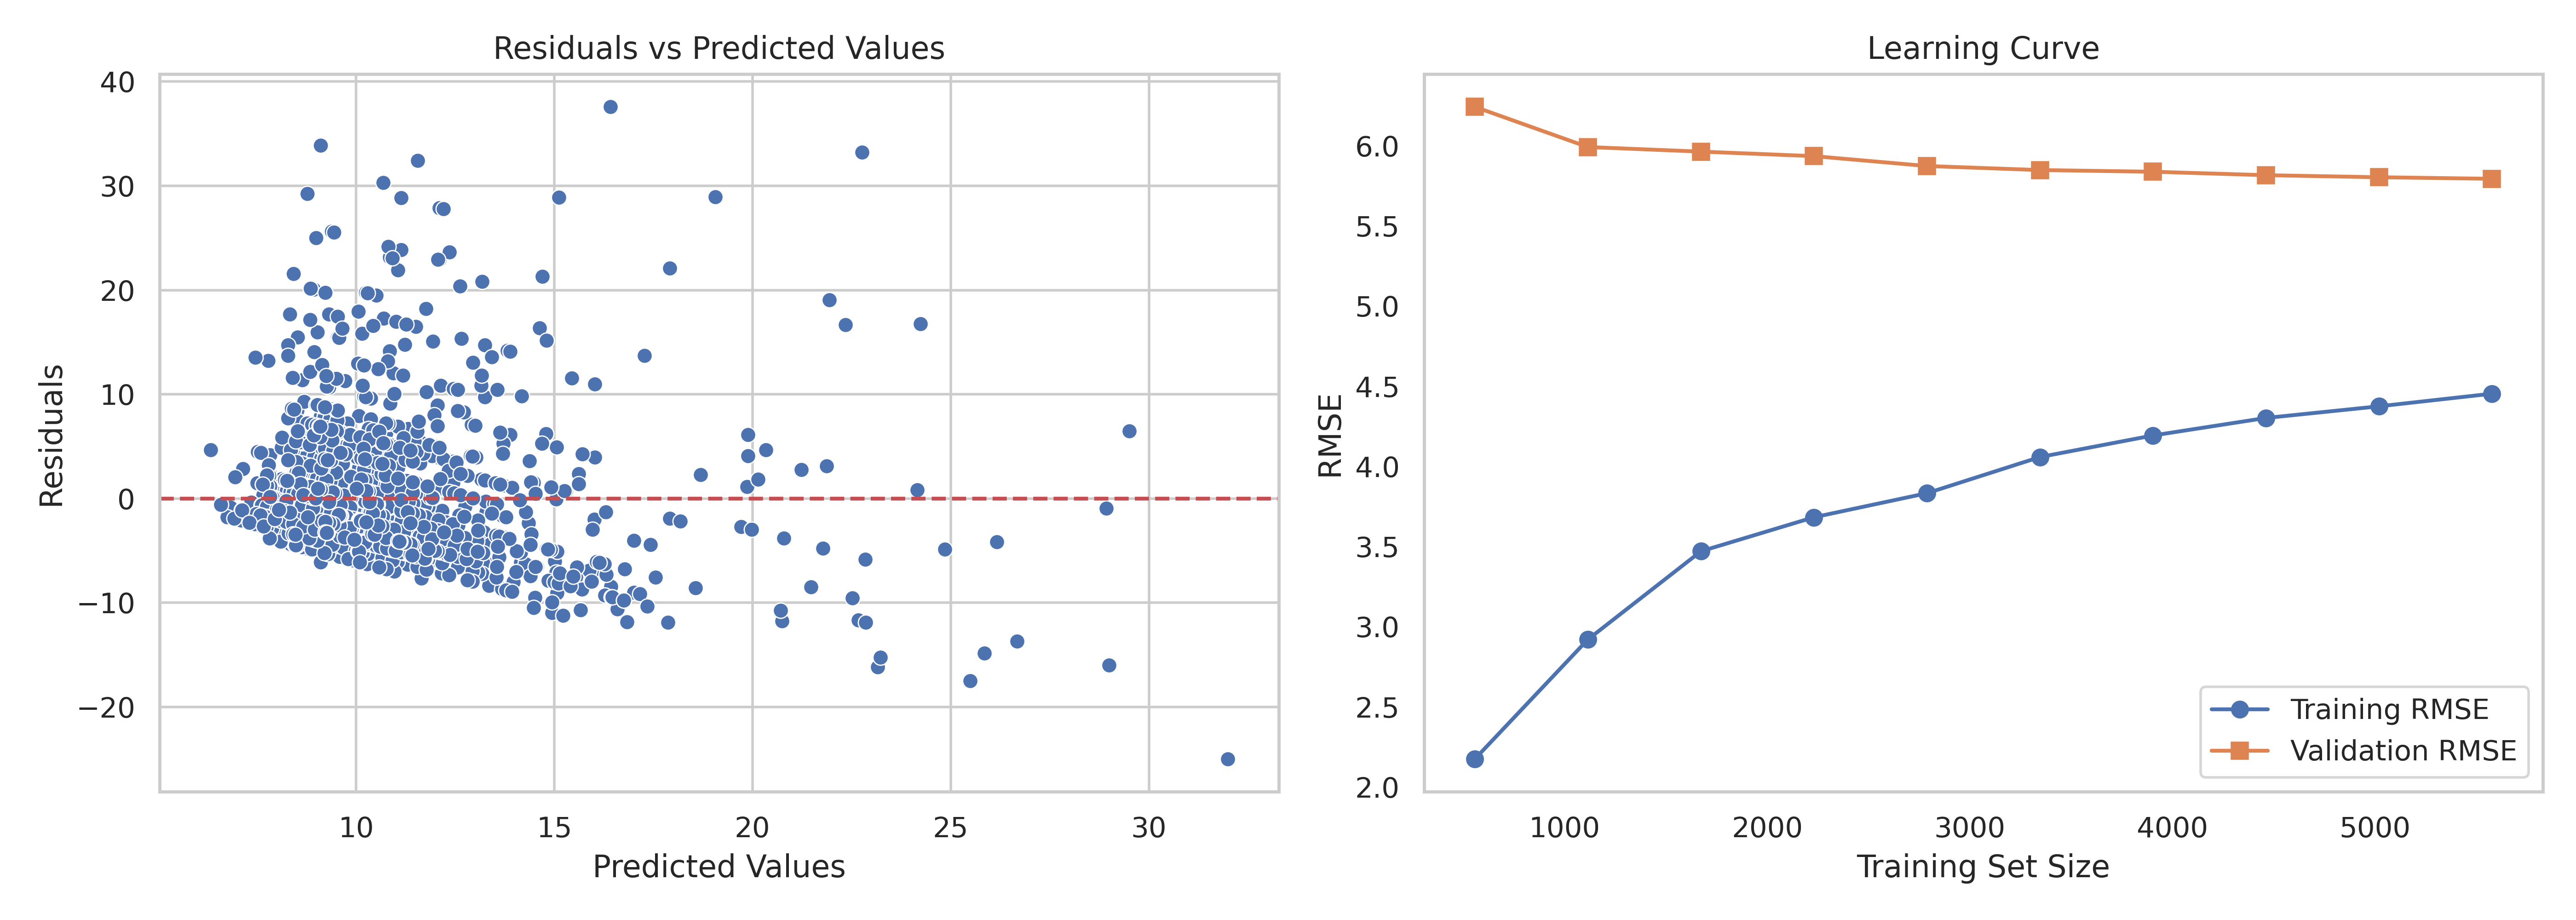 Residuals vs Predicted Values
40
30
20
10
0
−10
−20
Residuals
10 15 20 25 30
Predicted Values
Learning Curve
6.0
5.5
5.0
4.5
4.0
3.5
3.0
2.5
2.0
RMSE
Training RMSE
Validation RMSE
1000 2000 3000 4000 5000
Training Set Size